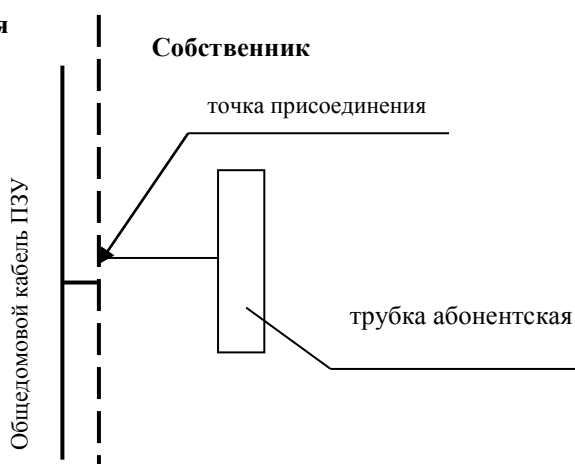 я
Собственник
точка присоединения
Общедомовой кабель ПЗУ
трубка абонентская